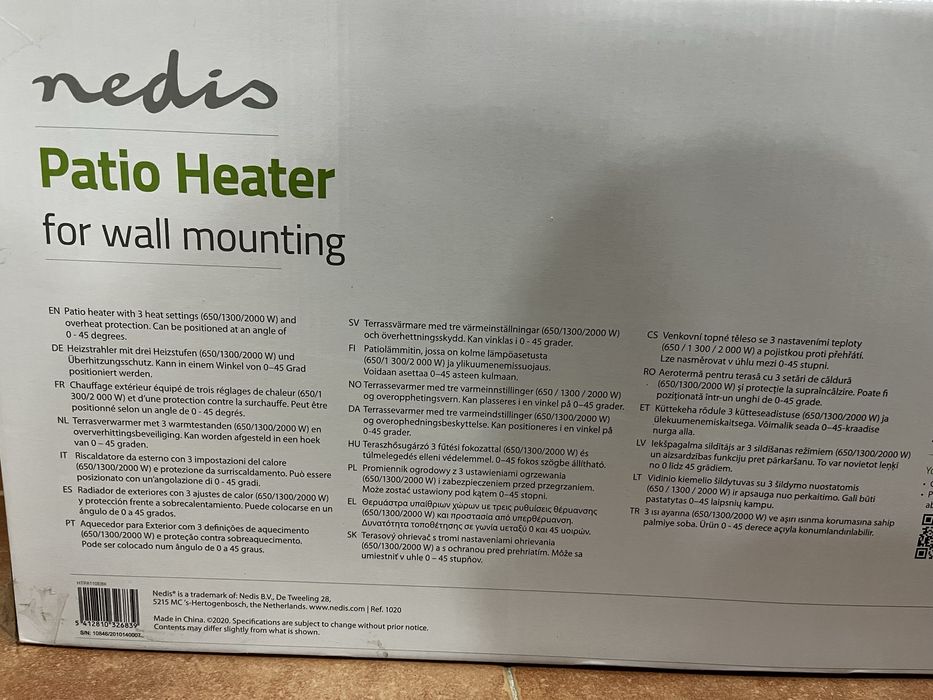 nedis
Patio Heater
for wall mounting
EN Patio heater with 3 heat settings (650/1300/2000 W) and
overheat protection. Can be positioned at an angle of
0 - 45 degrees.
DE Heizstrahler mit drei Heizstufen (650/1300/2000 W) und
Überhitzungsschutz. Kann in einem Winkel von 0–45 Grad
positioniert werden.
FR Chauffage extérieur équipé de trois réglages de chaleur (650/1
300/2 000 W) et d'une protection contre la surchauffe. Peut être
positionné selon un angle de 0 - 45 degrés.
NL Terrasverwarmer met 3 warmtestanden (650/1300/2000 W) en
oververhittingsbeveiliging. Kan worden afgesteld in een hoek
van 0 – 45 graden.
IT Riscaldatore da esterno con 3 impostazioni del calore
(650/1300/2000 W) e protezione da surriscaldamento. Può essere
posizionato con un'angolazione di 0 - 45 gradi.
ES Radiador de exteriores con 3 ajustes de calor (650/1300/2000 W)
y protección frente a sobrecalentamiento. Puede colocarse en un
ángulo de 0 a 45 grados.
PT Aquecedor para Exterior com 3 definições de aquecimento
(650/1300/2000 W) e proteção contra sobreaquecimento.
Pode ser colocado num ângulo de 0 a 45 graus.
SV Terrassvärmare med tre värmeinställningar (650/1300/2000 W)
och överhettningsskydd. Kan vinklas i 0 - 45 grader.
FI Patiolämmitin, jossa on kolme lämpöasetusta
(650/1 300/2 000 W) ja ylikuumenemissuojaus.
Voidaan asettaa 0–45 asteen kulmaan.
NO Terrassevarmer med tre varmeinnstillinger (650 / 1300 / 2000 W)
og overopphetingsvern. Kan plasseres i en vinkel på 0–45 grader.
DA Terrassevarmer med tre varmeindstillinger (650/1300/2000 W)
og overophedningsbeskyttelse. Kan positioneres i en vinkel på
0–45 grader.
HU Teraszhősugárzó 3 fűtési fokozattal (650/1300/2000 W) és
túlmelegedés elleni védelemmel. 0–45 fokos szögbe állítható.
PL Promiennik ogrodowy z 3 ustawieniami ogrzewania
(650/1300/2000 W) i zabezpieczeniem przed przegrzaniem.
Może zostać ustawiony pod kątem 0–45 stopni.
EL Θερμάστρα υπαίθριων χώρων με τρεις ρυθμίσεις θέρμανσης
(650/1300/2000 W) και προστασία από υπερθέρμανση.
Δυνατότητα τοποθέτησης σε γωνία μεταξύ 0 και 45 μοιρών.
SK Terasový ohrievač s tromi nastaveniami ohrievania
(650/1300/2000 W) a s ochranou pred prehriatím. Môže sa
umiestniť v uhle 0 – 45 stupňov.
CS Venkovní topné těleso se 3 nastaveními teploty
(650 / 1 300 / 2 000 W) a pojistkou proti přehřátí.
Lze nasměrovat v úhlu mezi 0–45 stupni.
RO Aerotermă pentru terasă cu 3 setări de căldură
(650/1300/2000 W) și protecție la supraîncălzire. Poate fi
poziționată într-un unghi de 0–45 grade.
ET Küttekeha rõdule 3 kütteseadistuse (650/1300/2000 W) ja
ülekuumenemiskaitsega. Võimalik seada 0–45-kraadise
nurga alla.
LV Iekšpagalma sildītājs ar 3 sildīšanas režīmiem (650/1300/2000 W)
un aizsardzības funkciju pret pārkaršanu. To var novietot leņķī
no 0 līdz 45 grādiem.
LT Vidinio kiemelio šildytuvas su 3 šildymo nuostatomis
(650 / 1300 / 2000 W) ir apsauga nuo perkaitimo. Gali būti
pastatytas 0–45 laipsnių kampu.
TR 3 ısı ayarına (650/1300/2000 W) ve aşırı ısınma korumasına sahip
palmiye soba. Ürün 0 - 45 derece açıyla konumlandırılabilir.
5 412810 326839
S/N: 10846/2010140007
Nedis® is a trademark of: Nedis B.V., De Tweeling 28,
5215 MC 's-Hertogenbosch, the Netherlands. www.nedis.com | Ref. 1020
Made in China. ©2020. Specifications are subject to change without prior notice.
Contents may differ slightly from what is shown.